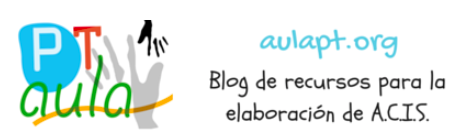 PT
aula
aulapt.org
Blog de recursos para la
elaboración de A.C.I.S.